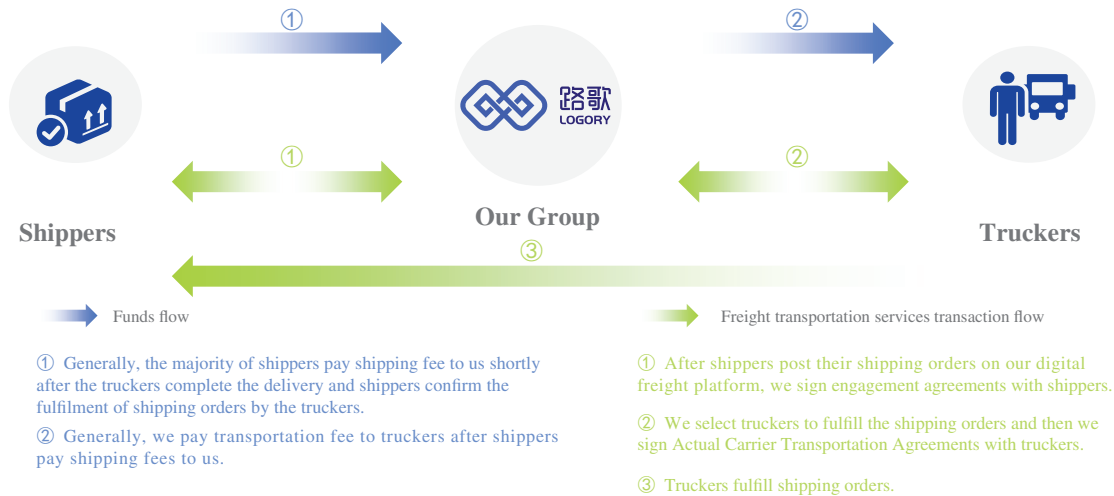 ①
②
路歌
LOGORY
①
②
Shippers
Our Group
Truckers
③
Funds flow
Freight transportation services transaction flow
① Generally, the majority of shippers pay shipping fee to us shortly
after the truckers complete the delivery and shippers confirm the
fulfilment of shipping orders by the truckers.
② Generally, we pay transportation fee to truckers after shippers
pay shipping fees to us.
① After shippers post their shipping orders on our digital
freight platform, we sign engagement agreements with shippers.
② We select truckers to fulfill the shipping orders and then we
sign Actual Carrier Transportation Agreements with truckers.
③ Truckers fulfill shipping orders.